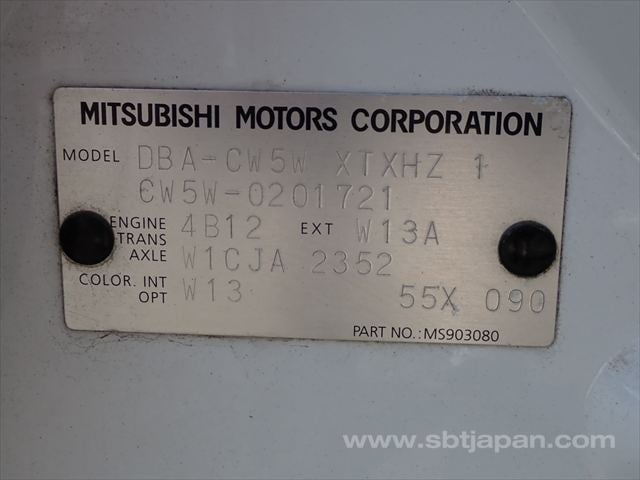 MITSUBISHI MOTORS CORPORATION
MODEL DBA-CW5W XTXHZ 1
CW5W-0201721
ENGINE 4B12 EXT W13A
TRANS
AXLE W1CJA 2352
COLOR. INT W13
OPT 55X 090
PART NO.:MS903080
www.sbtjapan.com